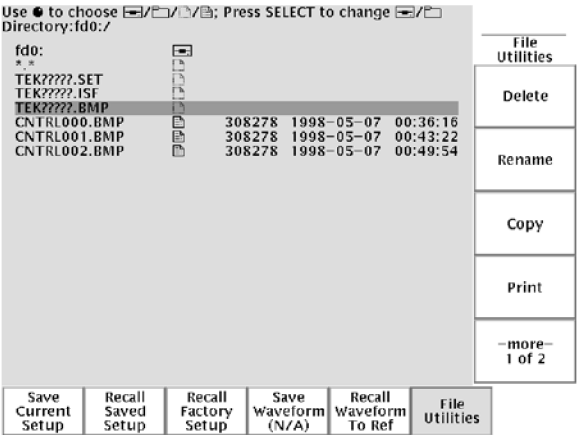 Use to choose / / / ; Press SELECT to change /
Directory:fd0:/
fd0:
*.*
TEK?????.SET
TEK?????.ISF
TEK?????.BMP
CNTRL000.BMP 308278 1998-05-07 00:36:16
CNTRL001.BMP 308278 1998-05-07 00:43:22
CNTRL002.BMP 308278 1998-05-07 00:49:54
File
Utilities
Delete
Rename
Copy
Print
-more-
1 of 2
Save
Current
Setup
Recall
Saved
Setup
Recall
Factory
Setup
Save
Waveform
(N/A)
Recall
Waveform
To Ref
File
Utilities